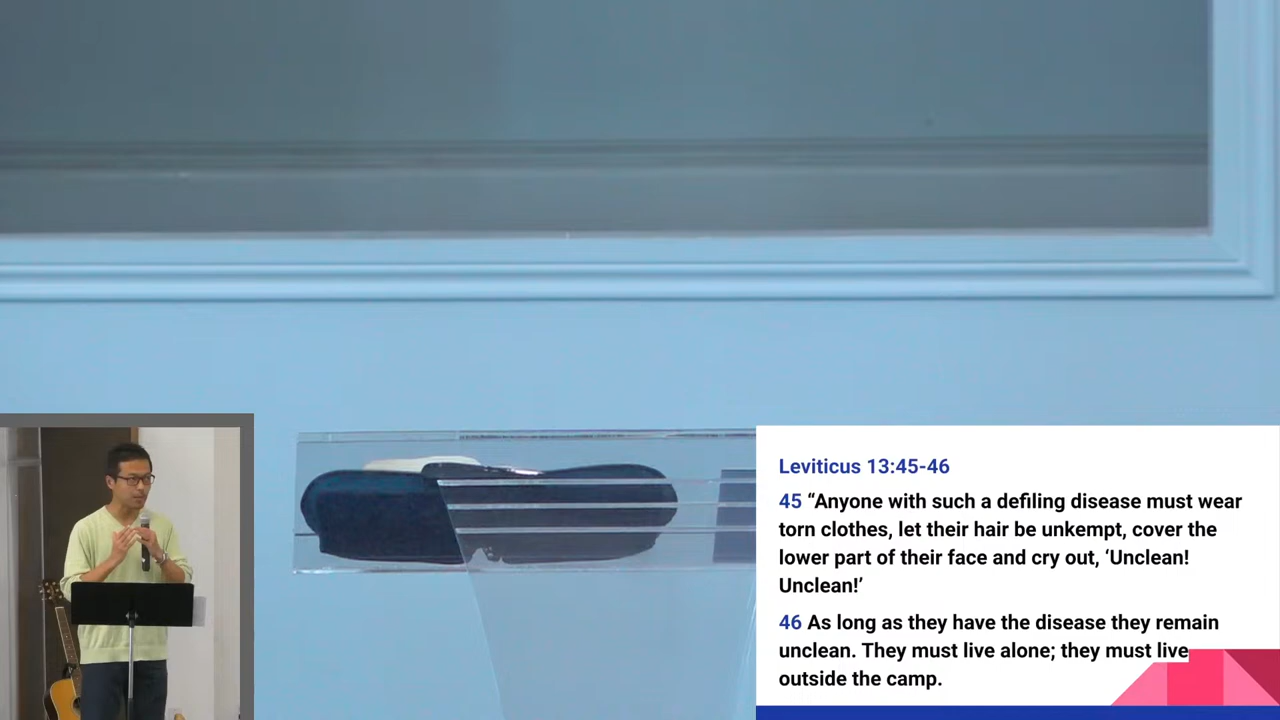 Leviticus 13:45-46
45 “Anyone with such a defiling disease must wear
torn clothes, let their hair be unkempt, cover the
lower part of their face and cry out, ‘Unclean!
Unclean!’
46 As long as they have the disease they remain
unclean. They must live alone; they must live
outside the camp.